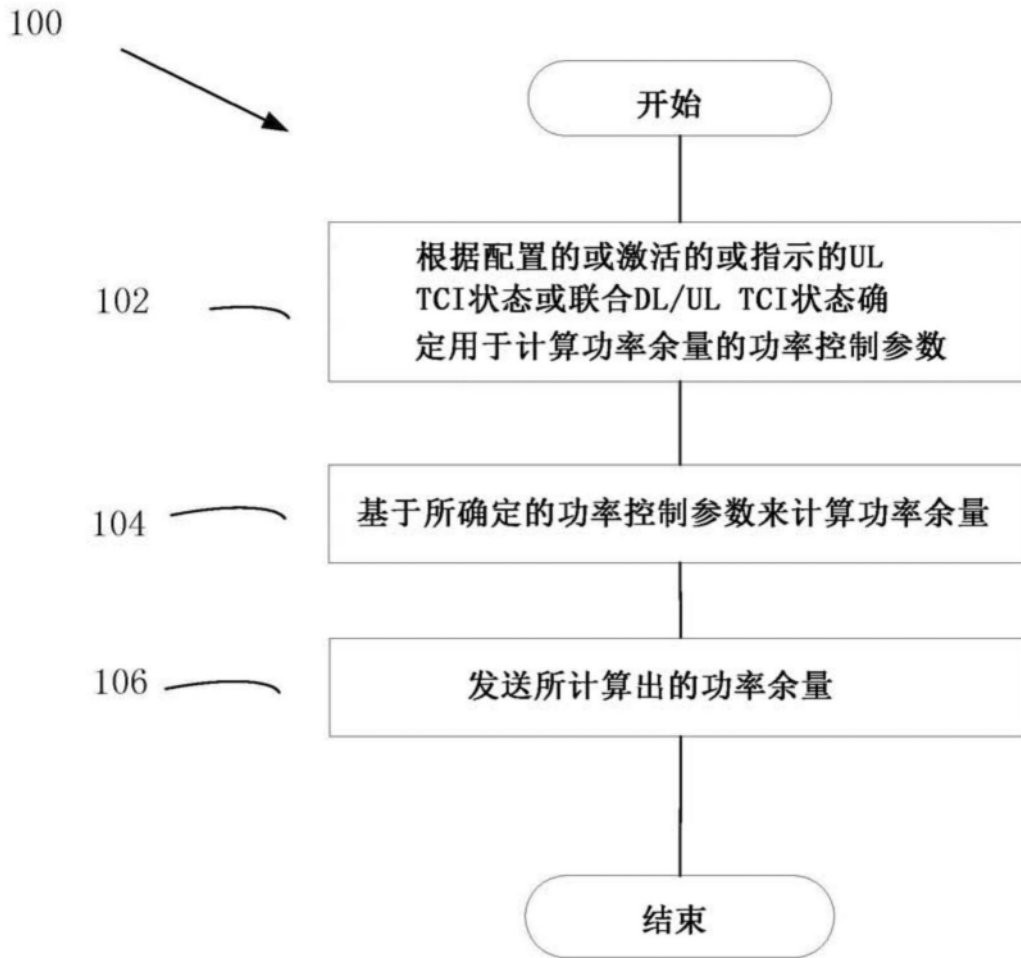 100
开始
102
根据配置的或激活的或指示的UL
TCI状态或联合DL/UL TCI状态确
定用于计算功率余量的功率控制参数
104
基于所确定的功率控制参数来计算功率余量
106
发送所计算出的功率余量
结束